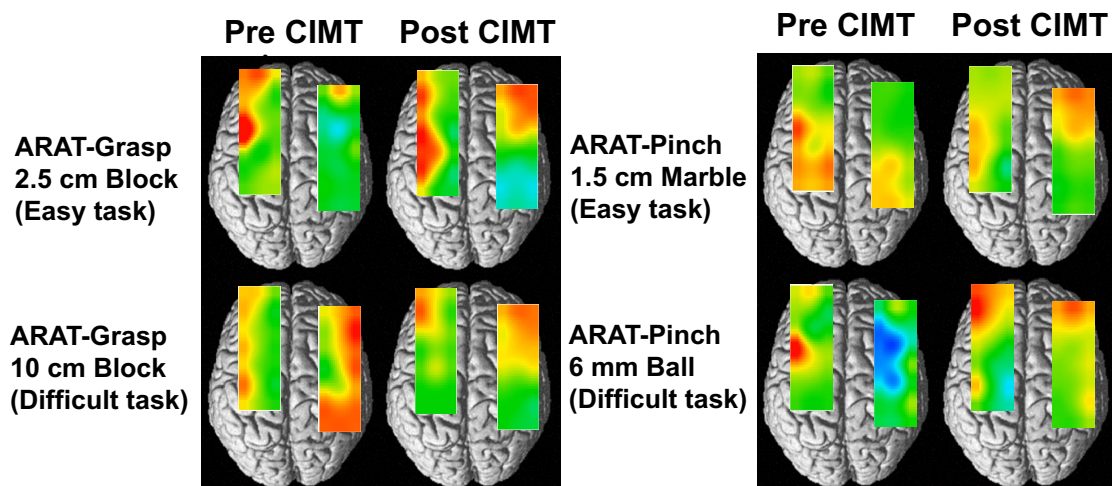 Pre CIMT Post CIMT
ARAT-Grasp
2.5 cm Block
(Easy task)
ARAT-Grasp
10 cm Block
(Difficult task)
Pre CIMT Post CIMT
ARAT-Pinch
1.5 cm Marble
(Easy task)
ARAT-Pinch
6 mm Ball
(Difficult task)